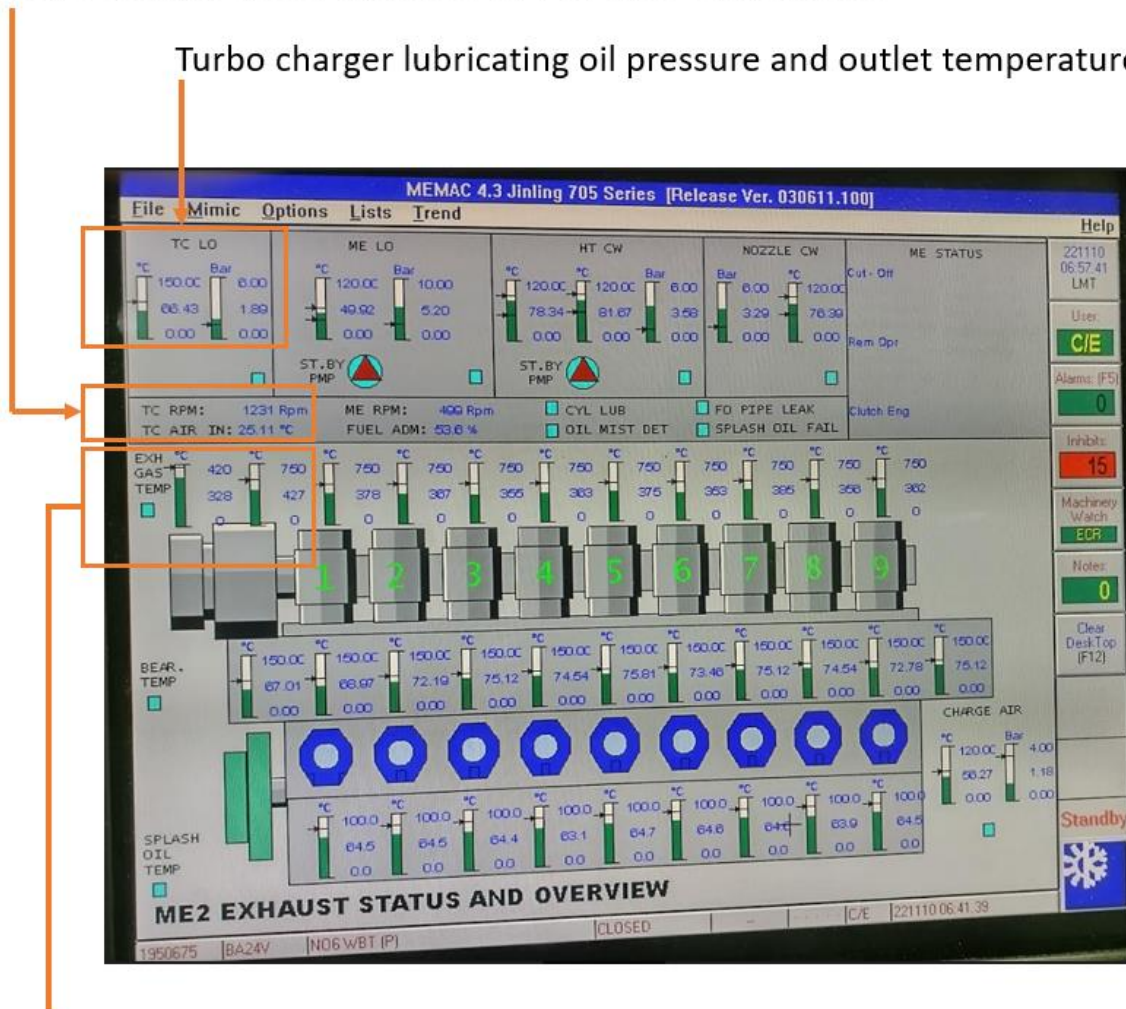 Turbo charger lubricating oil pressure and outlet temperature
MEMAC 4.3 Jinling 705 Series [Release Ver. 030611.100]
File Mimic Options Lists Trend Help
TC LO
°C Bar
150.00 6.00
66.43 1.89
0.00 0.00
ME LO
°C Bar
120.00 10.00
49.92 5.20
0.00 0.00
ST.BY
PMP
HT CW
°C °C Bar
120.00 120.00 6.00
78.34 81.67 3.58
0.00 0.00 0.00
ST.BY
PMP
NOZZLE CW
Bar °C
6.00 120.00
3.29 76.39
0.00 0.00
ME STATUS
Cut - Off
Rem Opr
Clutch Eng
TC RPM: 1231 Rpm ME RPM: 499 Rpm CYL LUB FO PIPE LEAK
TC AIR IN: 25.11 °C FUEL ADM: 53.6 % OIL MIST DET SPLASH OIL FAIL
EXH
GAS
TEMP
°C °C °C °C °C °C °C °C °C °C °C
420 750 750 750 750 750 750 750 750 750 750
328 427 378 367 355 363 375 353 385 356 362
0 0 0 0 0 0 0 0 0 0 0
1 2 3 4 5 6 7 8 9
BEAR.
TEMP
°C °C °C °C °C °C °C °C °C °C
150.00 150.00 150.00 150.00 150.00 150.00 150.00 150.00 150.00 150.00
67.01 68.97 72.19 75.12 74.54 75.81 73.46 75.12 74.54 72.78 75.12
0.00 0.00 0.00 0.00 0.00 0.00 0.00 0.00 0.00 0.00
CHARGE AIR
°C Bar
120.00 4.00
56.27 1.18
0.00 0.00
SPLASH
OIL
TEMP
°C °C °C °C °C °C °C °C °C
100.0 100.0 100.0 100.0 100.0 100.0 100.0 100.0 100.0
64.5 64.5 64.4 63.1 64.7 64.6 63.9 64.5
0.0 0.0 0.0 0.0 0.0 0.0 0.0 0.0 0.0
ME2 EXHAUST STATUS AND OVERVIEW
1950675 BA24V NO6 WBT (P) CLOSED -- C/E 221110 06:41.39
221110
06:57.41
LMT
User:
C/E
Alarms: (F5)
0
Inhibits:
15
Machinery
Watch
ECR
Notes:
0
Clear
DeskTop
(F12)
Standby